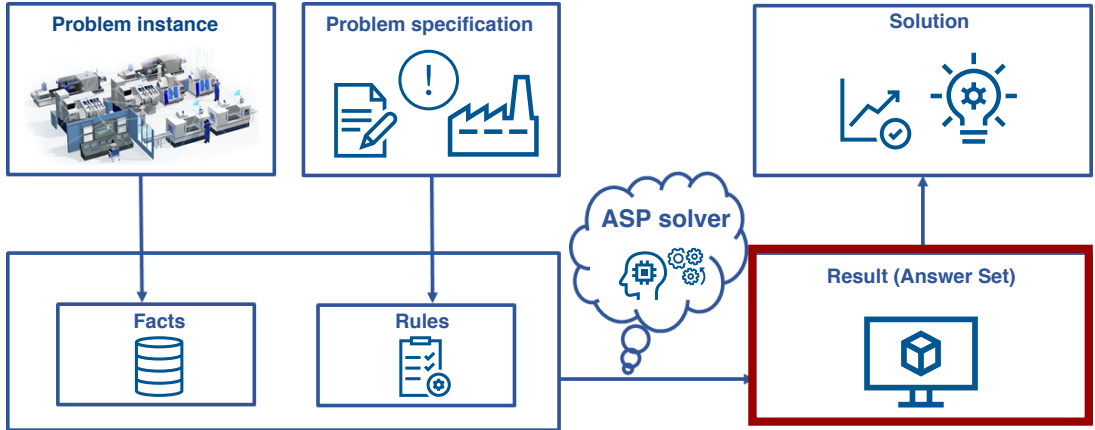 Problem instance
Problem specification
Solution
ASP solver
Result (Answer Set)
Facts
Rules